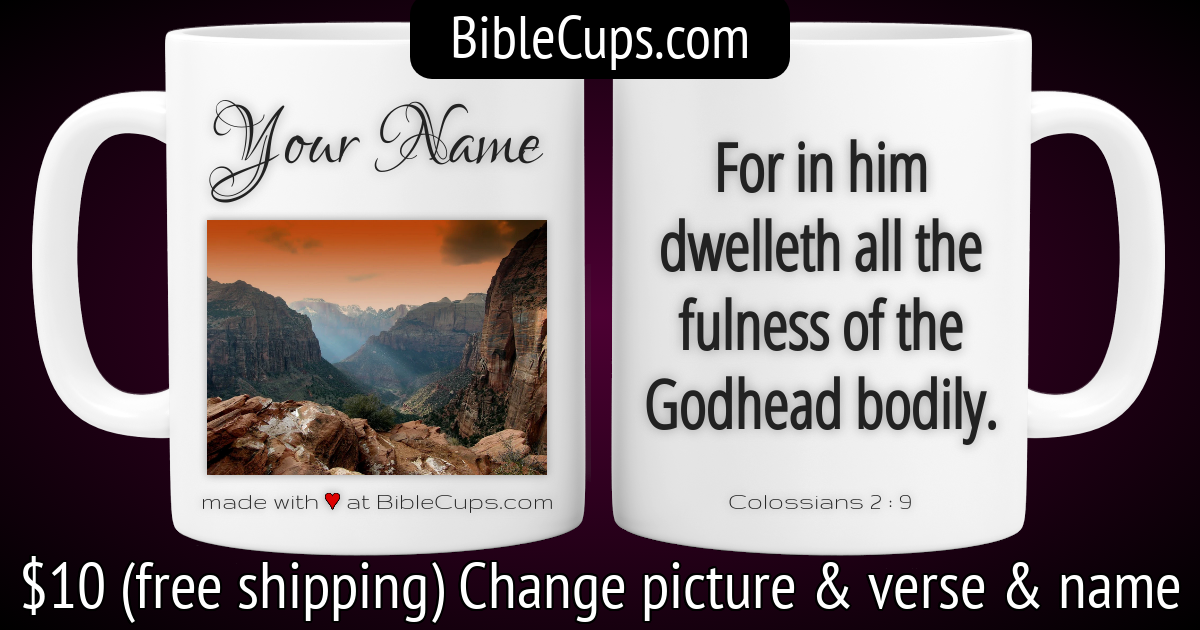 BibleCups.com
Your Name
made with ♥ at BibleCups.com
For in him
dwelleth all the
fulness of the
Godhead bodily.
Colossians 2 : 9
$10 (free shipping) Change picture & verse & name